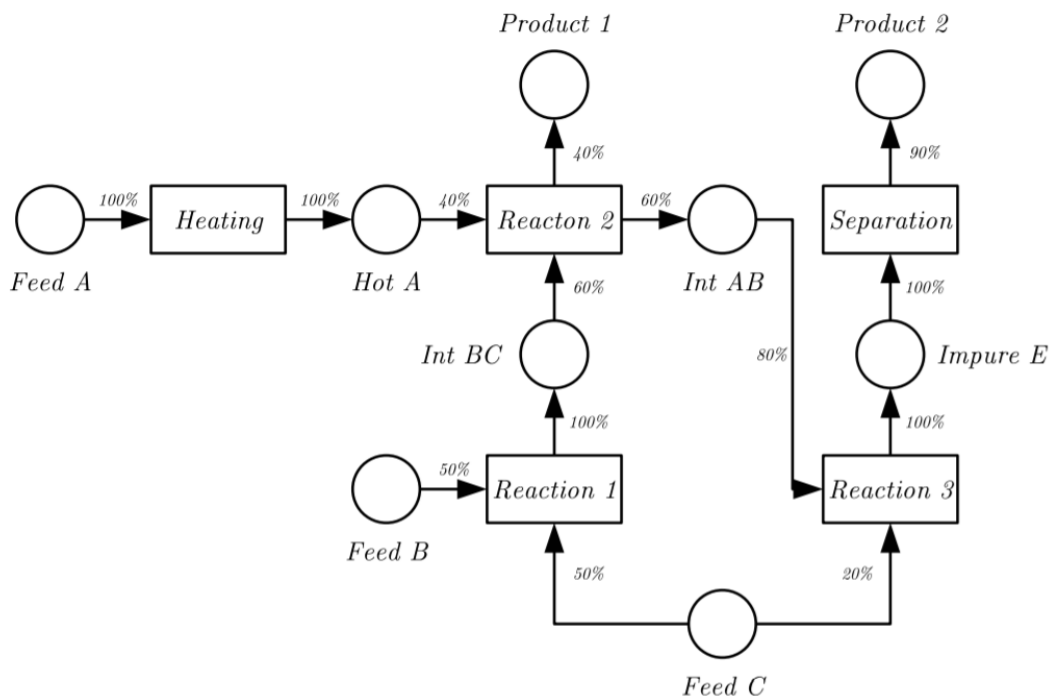 Product 1
Product 2
40%
90%
100%
Heating
100%
40%
Reacton 2
60%
Separation
Feed A
Hot A
60%
Int AB
100%
Int BC
80%
Impure E
100%
100%
50%
Reaction 1
Reaction 3
Feed B
50%
20%
Feed C